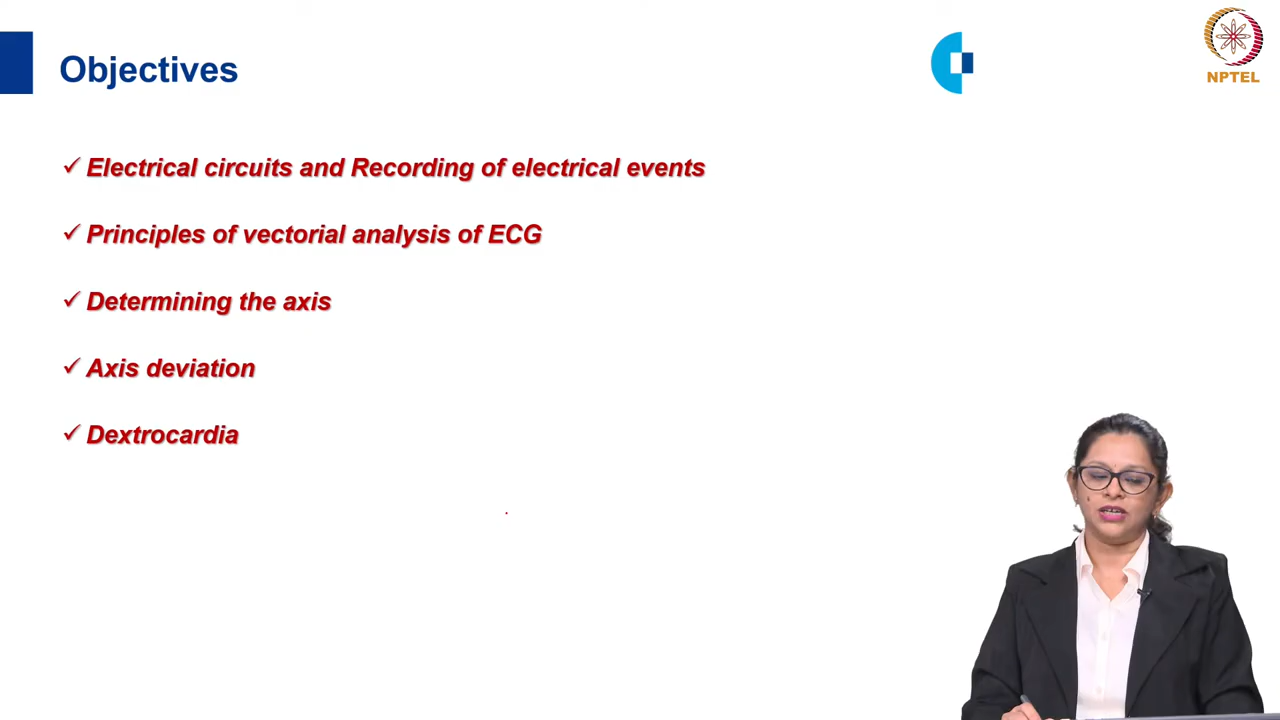 Objectives
NPTEL
Electrical circuits and Recording of electrical events
Principles of vectorial analysis of ECG
Determining the axis
Axis deviation
Dextrocardia